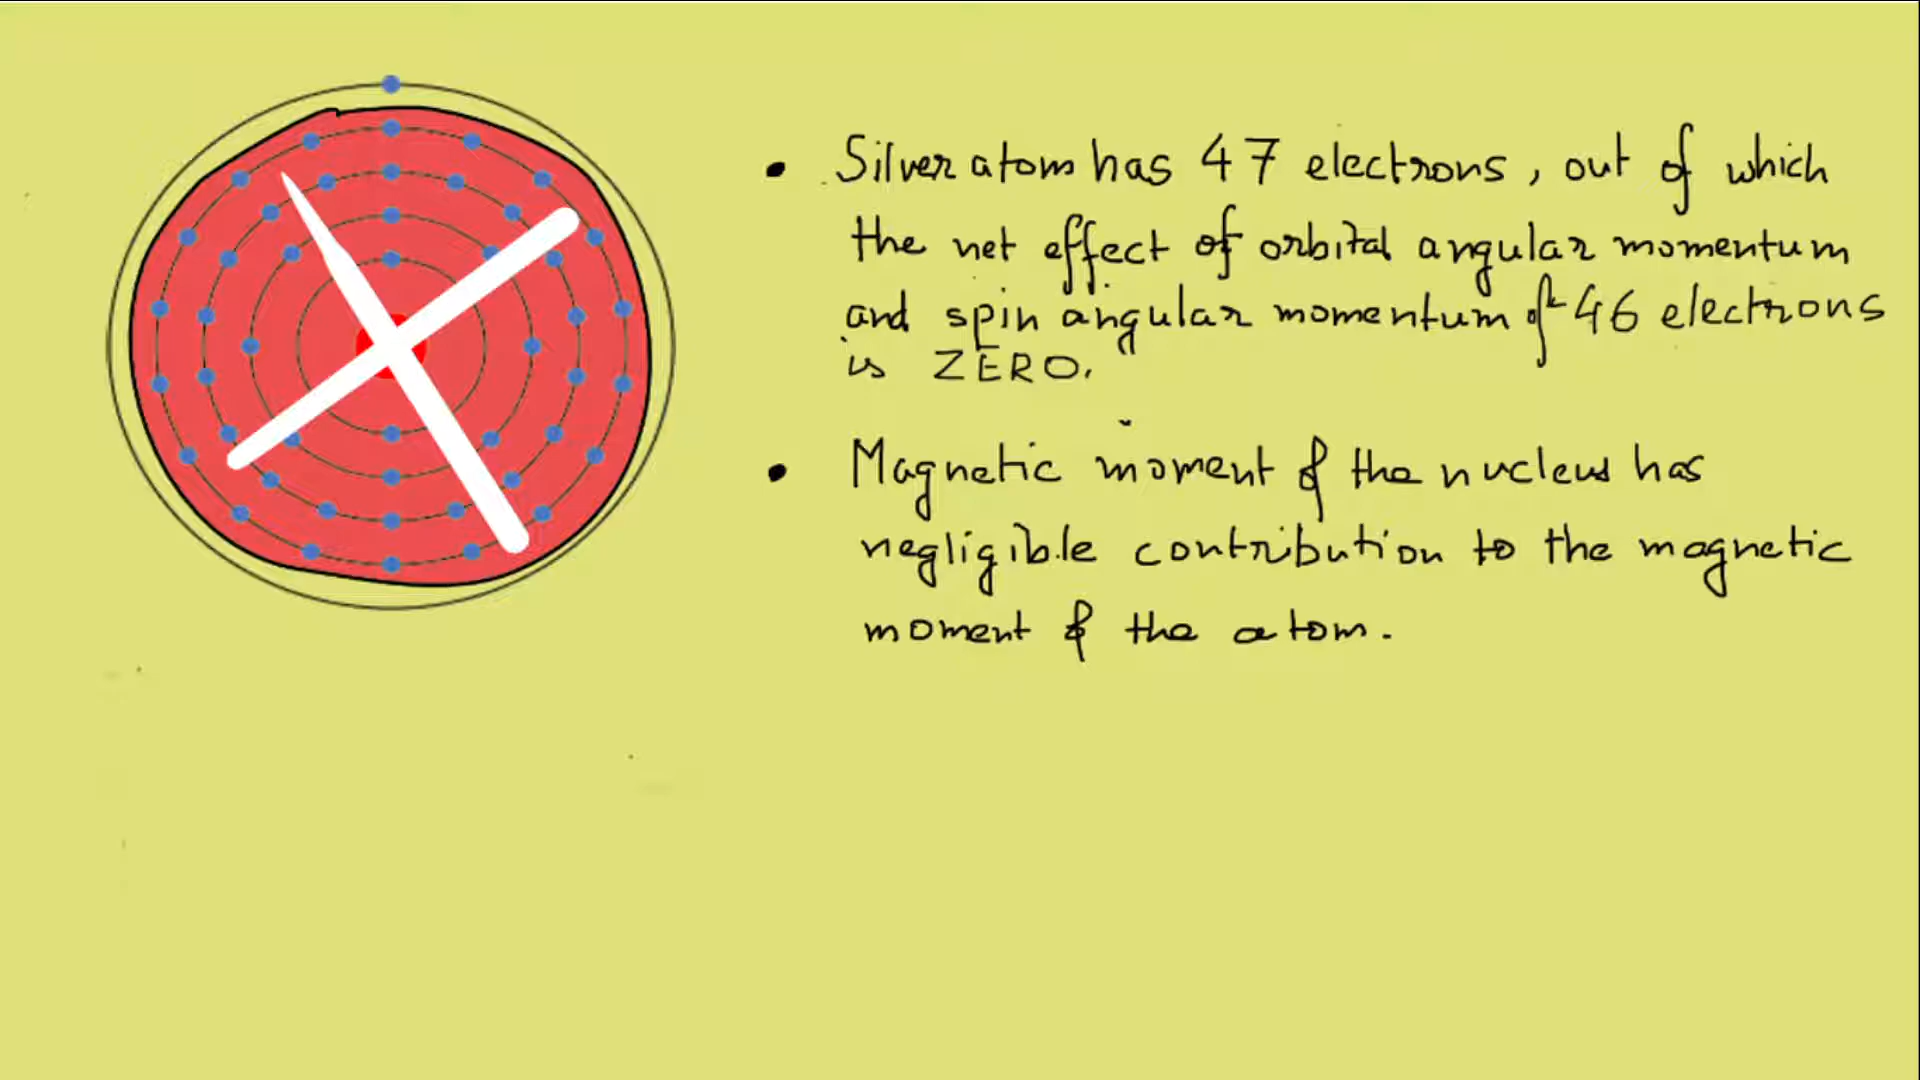 • Silver atom has 47 electrons, out of which
the net effect of orbital angular momentum
and spin angular momentum of 46 electrons
is ZERO.
• Magnetic moment of the nucleus has
negligible contribution to the magnetic
moment of the atom.